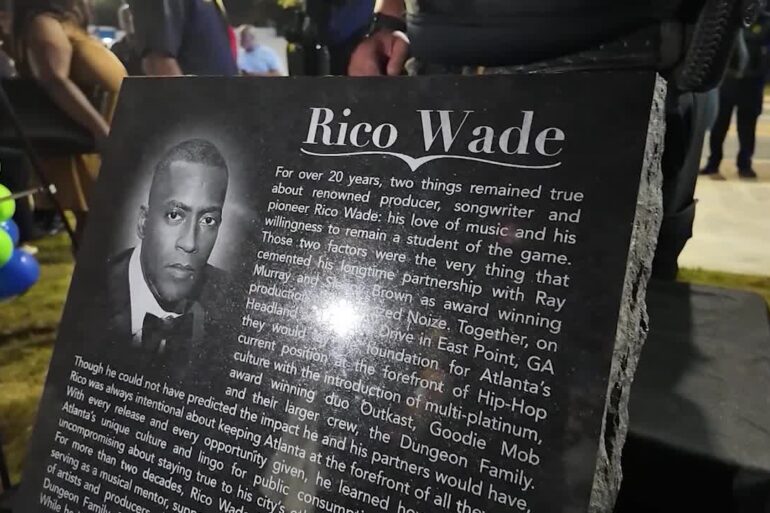 Rico Wade
For over 20 years, two things remained true
about renowned producer, songwriter and
pioneer Rico Wade: his love of music and his
willingness to remain a student of the game.
Those two factors were the very thing that
cemented his longtime partnership with Ray
Murray and Brown as award winning
production Noize. Together, on
Headland Drive in East Point, GA
they would foundation for Atlanta's
current position at the forefront of Hip-Hop
culture with the introduction of multi-platinum,
award winning duo Outkast, Goodie Mob
and their larger crew, the Dungeon Family.
Though he could not have predicted the impact he and his partners would have,
Rico was always intentional about keeping Atlanta at the forefront of all they
With every release and every opportunity given, he learned how
Atlanta's unique culture and lingo for public consumption
uncompromising about staying true to his city's
For more than two decades, Rico Wade
serving as a musical mentor,
of artists and producers
Dungeon Family
While he